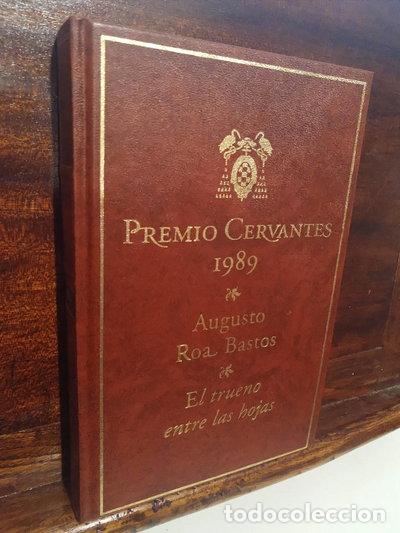 PREMIO CERVANTES
1989
Augusto
Roa Bastos
El trueno
entre las hojas
todocoleccion